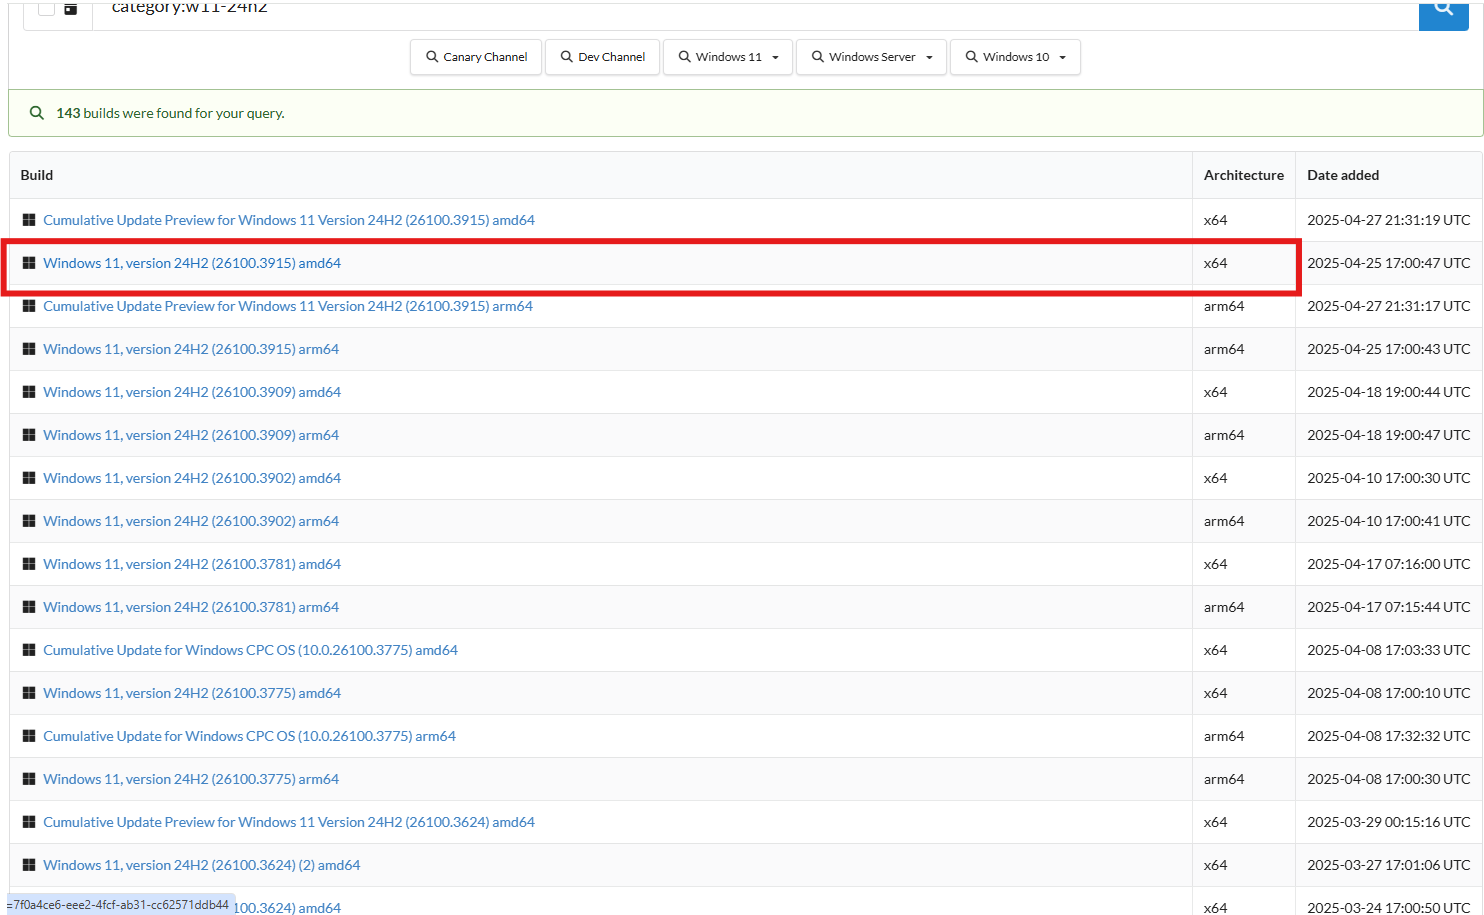 category:w11-24h2
Canary Channel Dev Channel Windows 11 Windows Server Windows 10
143 builds were found for your query.
Build Architecture Date added
Cumulative Update Preview for Windows 11 Version 24H2 (26100.3915) amd64 x64 2025-04-27 21:31:19 UTC
Windows 11, version 24H2 (26100.3915) amd64 x64 2025-04-25 17:00:47 UTC
Cumulative Update Preview for Windows 11 Version 24H2 (26100.3915) arm64 arm64 2025-04-27 21:31:17 UTC
Windows 11, version 24H2 (26100.3915) arm64 arm64 2025-04-25 17:00:43 UTC
Windows 11, version 24H2 (26100.3909) amd64 x64 2025-04-18 19:00:44 UTC
Windows 11, version 24H2 (26100.3909) arm64 arm64 2025-04-18 19:00:47 UTC
Windows 11, version 24H2 (26100.3902) amd64 x64 2025-04-10 17:00:30 UTC
Windows 11, version 24H2 (26100.3902) arm64 arm64 2025-04-10 17:00:41 UTC
Windows 11, version 24H2 (26100.3781) amd64 x64 2025-04-17 07:16:00 UTC
Windows 11, version 24H2 (26100.3781) arm64 arm64 2025-04-17 07:15:44 UTC
Cumulative Update for Windows CPC OS (10.0.26100.3775) amd64 x64 2025-04-08 17:03:33 UTC
Windows 11, version 24H2 (26100.3775) amd64 x64 2025-04-08 17:00:10 UTC
Cumulative Update for Windows CPC OS (10.0.26100.3775) arm64 arm64 2025-04-08 17:32:32 UTC
Windows 11, version 24H2 (26100.3775) arm64 arm64 2025-04-08 17:00:30 UTC
Cumulative Update Preview for Windows 11 Version 24H2 (26100.3624) amd64 x64 2025-03-29 00:15:16 UTC
Windows 11, version 24H2 (26100.3624) (2) amd64 x64 2025-03-27 17:01:06 UTC
=7f0a4ce6-eee2-4fcf-ab31-cc62571ddb44 100.3624) amd64 x64 2025-03-24 17:00:50 UTC